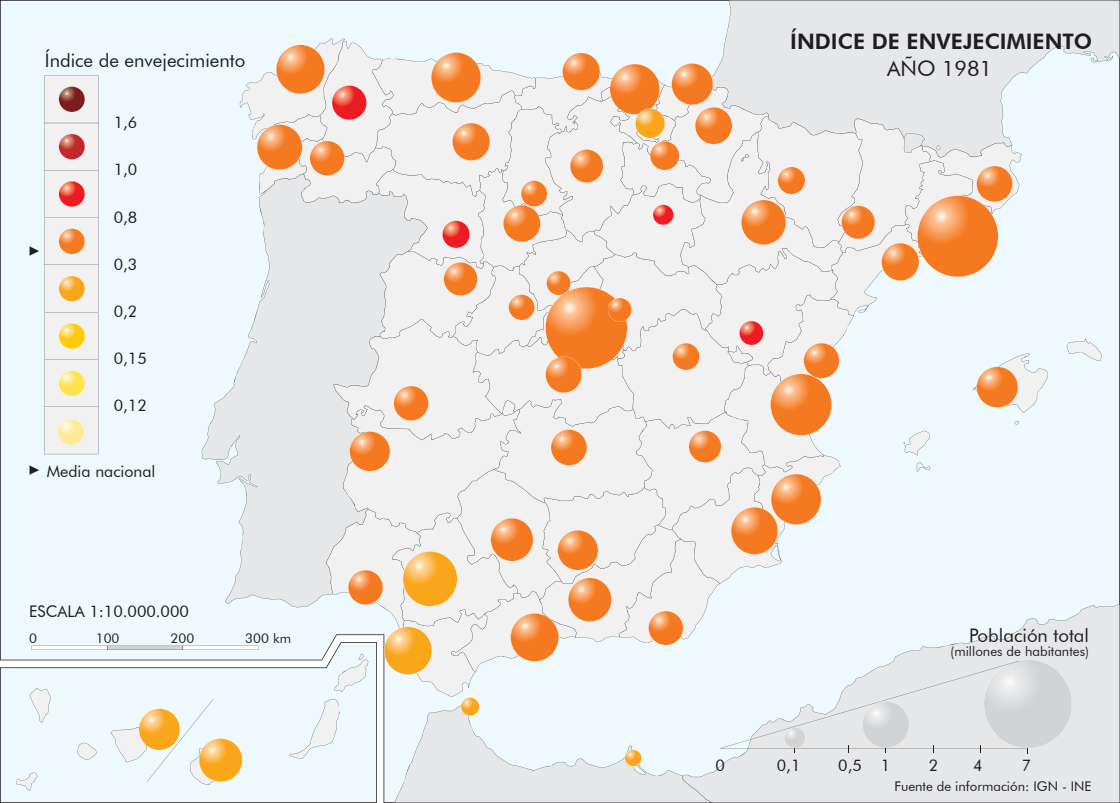 ÍNDICE DE ENVEJECIMIENTO
AÑO 1981
Índice de envejecimiento
1,6
1,0
0,8
0,3
0,2
0,15
0,12
Media nacional
ESCALA 1:10.000.000
0 100 200 300 km
Población total
(millones de habitantes)
0 0,1 0,5 1 2 4 7
Fuente de información: IGN - INE